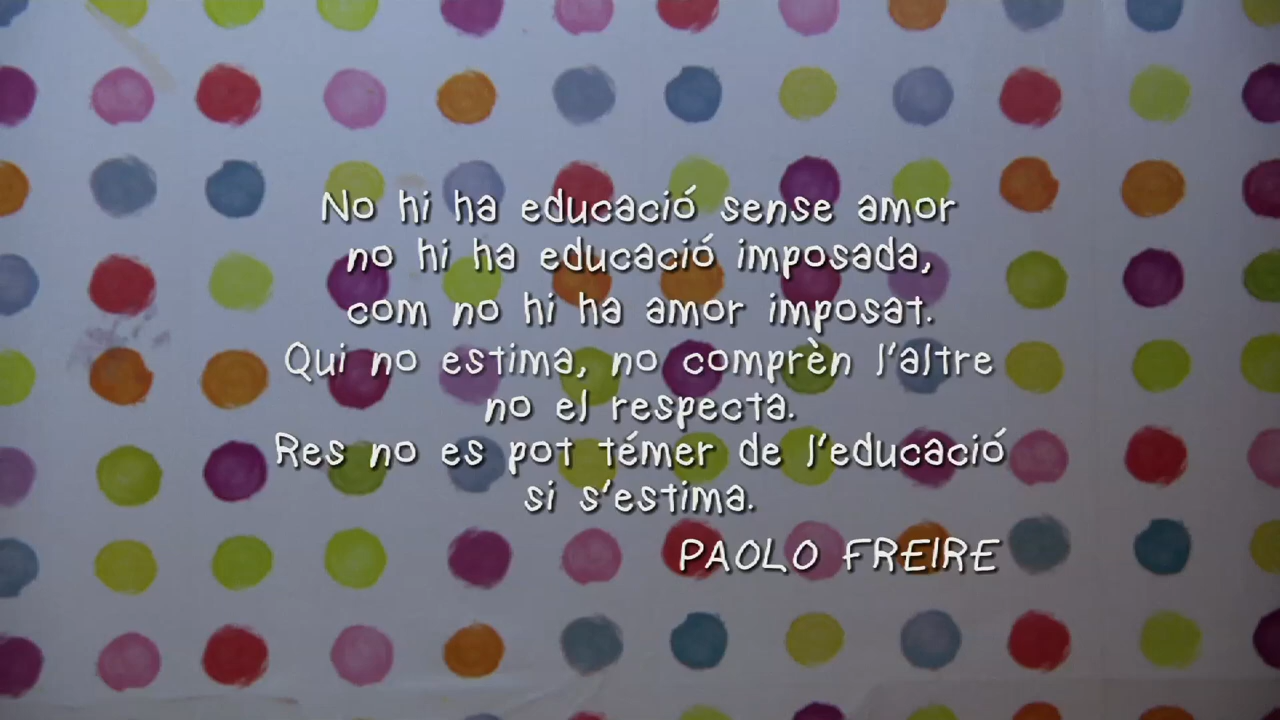 No hi ha educació sense amor
no hi ha educació imposada,
com no hi ha amor imposat.
Qui no estima, no comprèn l'altre
no el respecta.
Res no es pot témer de l'educació
si s'estima.
PAOLO FREIRE